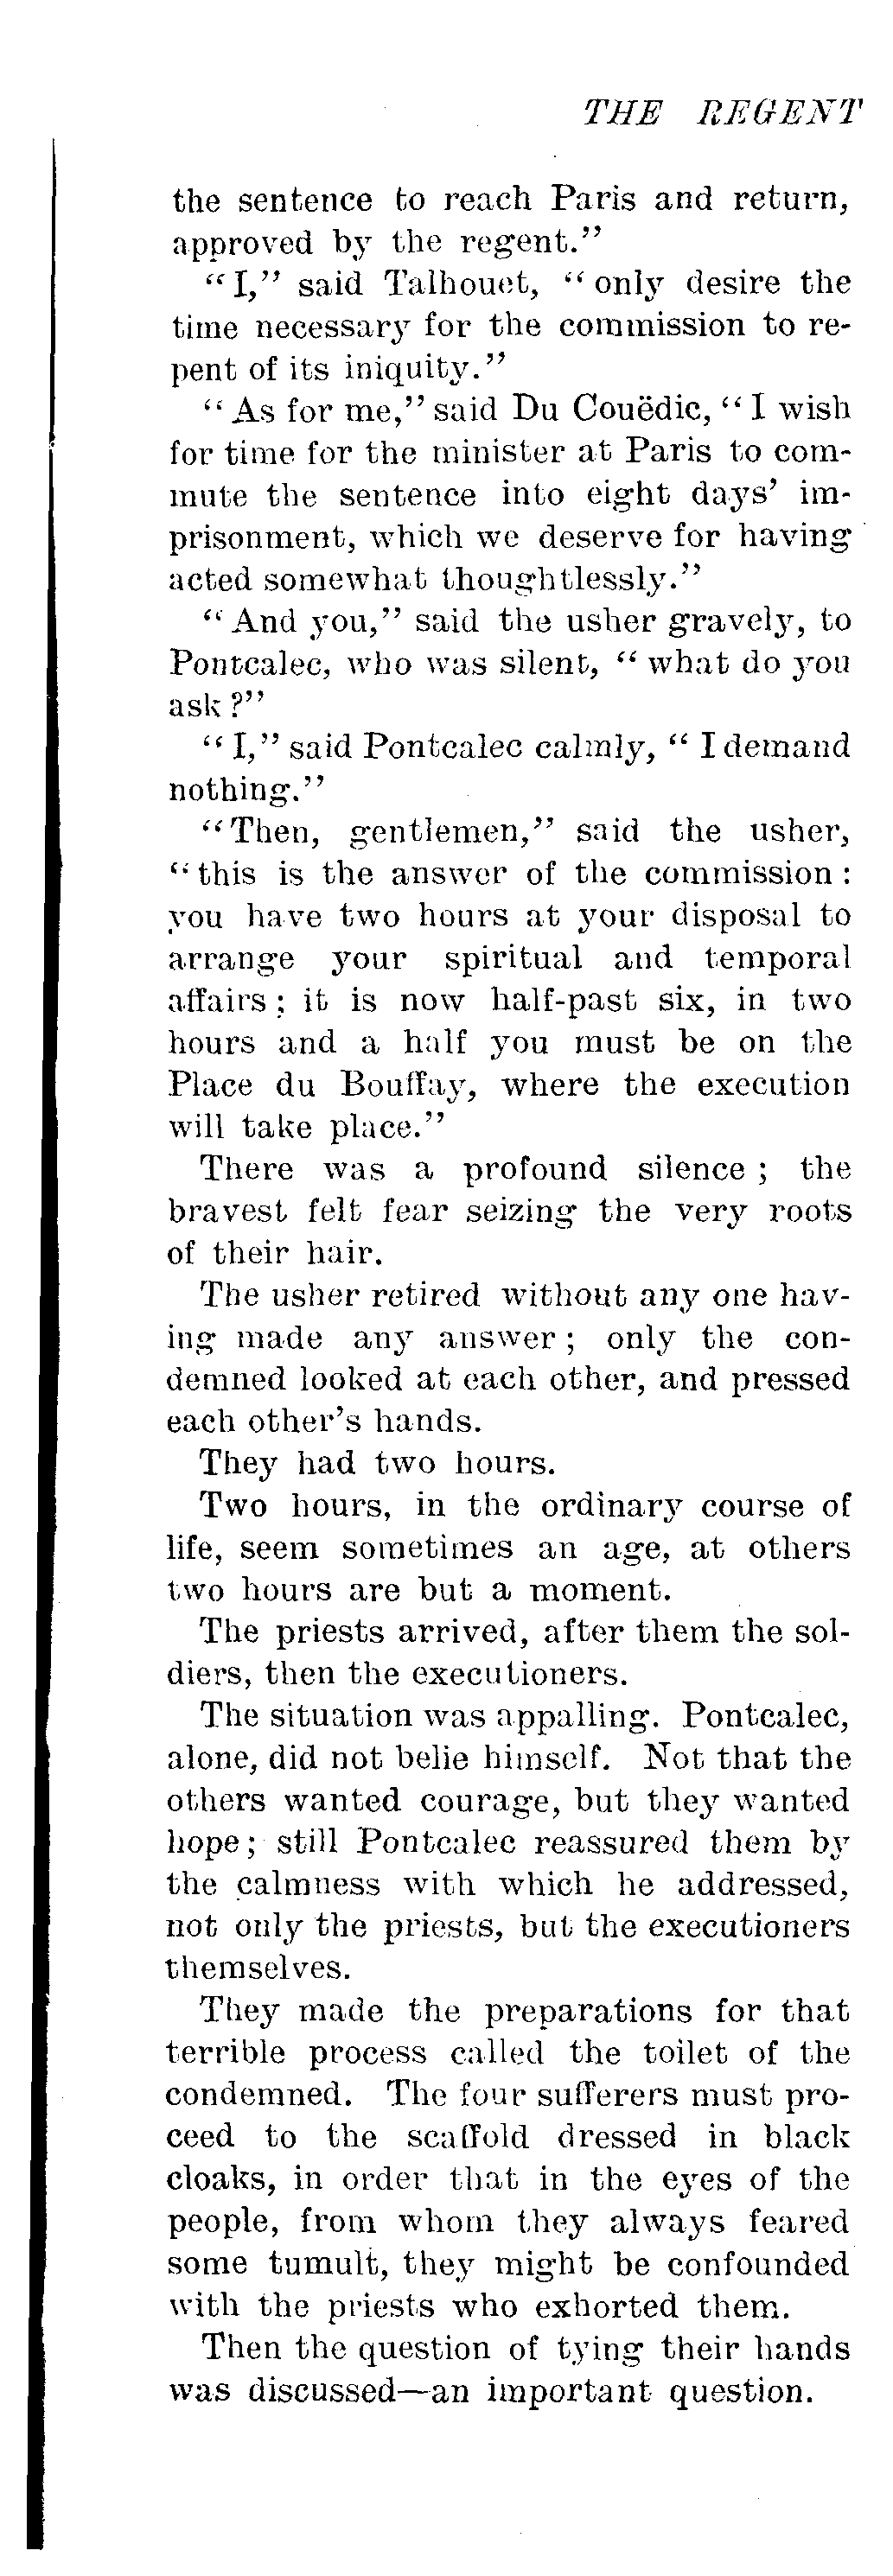 THE REGENT
the sentence to reach Paris and return,
approved by the regent."
"I," said Talhouet, "only desire the
time necessary for the commission to re-
pent of its iniquity."
"As for me," said Du Couëdic, "I wish
for time for the minister at Paris to com-
mute the sentence into eight days' im-
prisonment, which we deserve for having
acted somewhat thoughtlessly."
"And you," said the usher gravely, to
Pontcalec, who was silent, "what do you
ask?"
"I," said Pontcalec calmly, "I demand
nothing."
"Then, gentlemen," said the usher,
"this is the answer of the commission:
you have two hours at your disposal to
arrange your spiritual and temporal
affairs; it is now half-past six, in two
hours and a half you must be on the
Place du Bouffay, where the execution
will take place."
There was a profound silence; the
bravest felt fear seizing the very roots
of their hair.
The usher retired without any one hav-
ing made any answer; only the con-
demned looked at each other, and pressed
each other's hands.
They had two hours.
Two hours, in the ordinary course of
life, seem sometimes an age, at others
two hours are but a moment.
The priests arrived, after them the sol-
diers, then the executioners.
The situation was appalling. Pontcalec,
alone, did not belie himself. Not that the
others wanted courage, but they wanted
hope; still Pontcalec reassured them by
the calmness with which he addressed,
not only the priests, but the executioners
themselves.
They made the preparations for that
terrible process called the toilet of the
condemned. The four sufferers must pro-
ceed to the scaffold dressed in black
cloaks, in order that in the eyes of the
people, from whom they always feared
some tumult, they might be confounded
with the priests who exhorted them.
Then the question of tying their hands
was discussed—an important question.